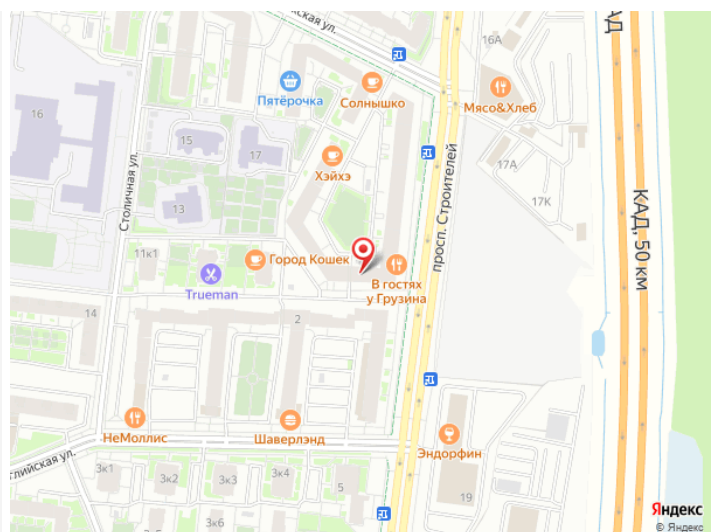 йская ул.
16А
КАД
Пятёрочка
Солнышко
Мясо&Хлеб
16
15
17
Столичная ул.
Хэйхэ
просп. Строителей
17А
17К
13
КАД, 50 км
11к1
Город Кошек
Trueman
В гостях
у Грузина
14
2
НеМоллис
Шаверлэнд
Эндорфин
глийская ул.
3к1
3к2
3к3
3к4
5
19
3к6
Яндекс
© Яндекс